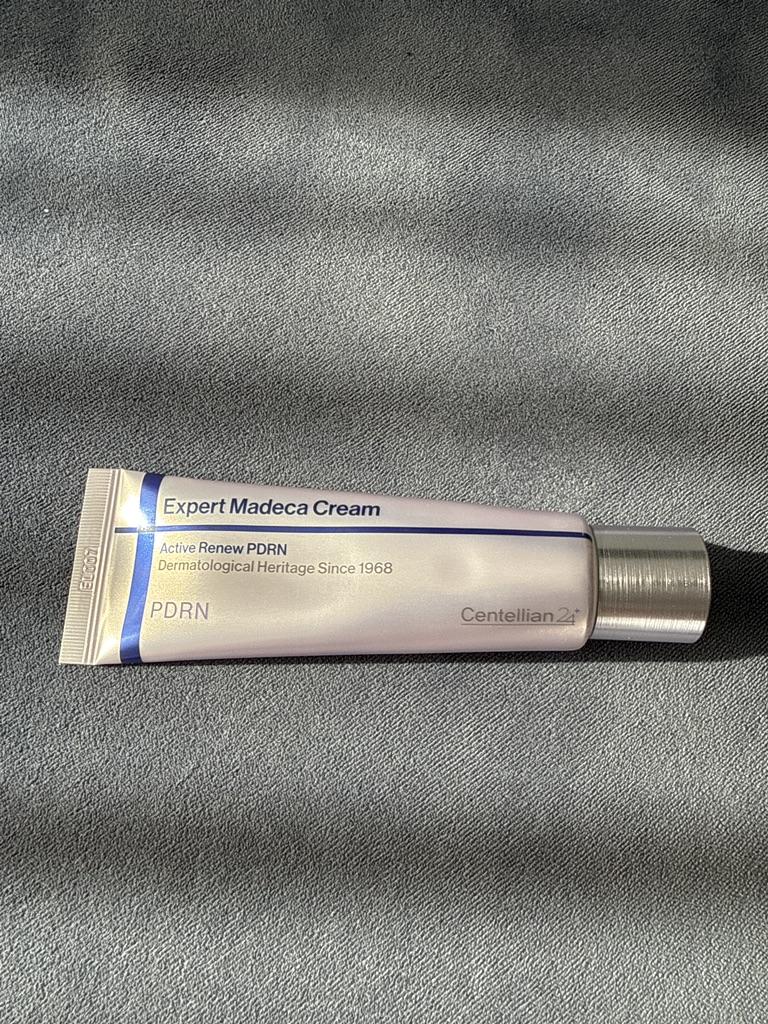 Expert Madeca Cream
Active Renew PDRN
Dermatological Heritage Since 1968
PDRN
Centellian24+